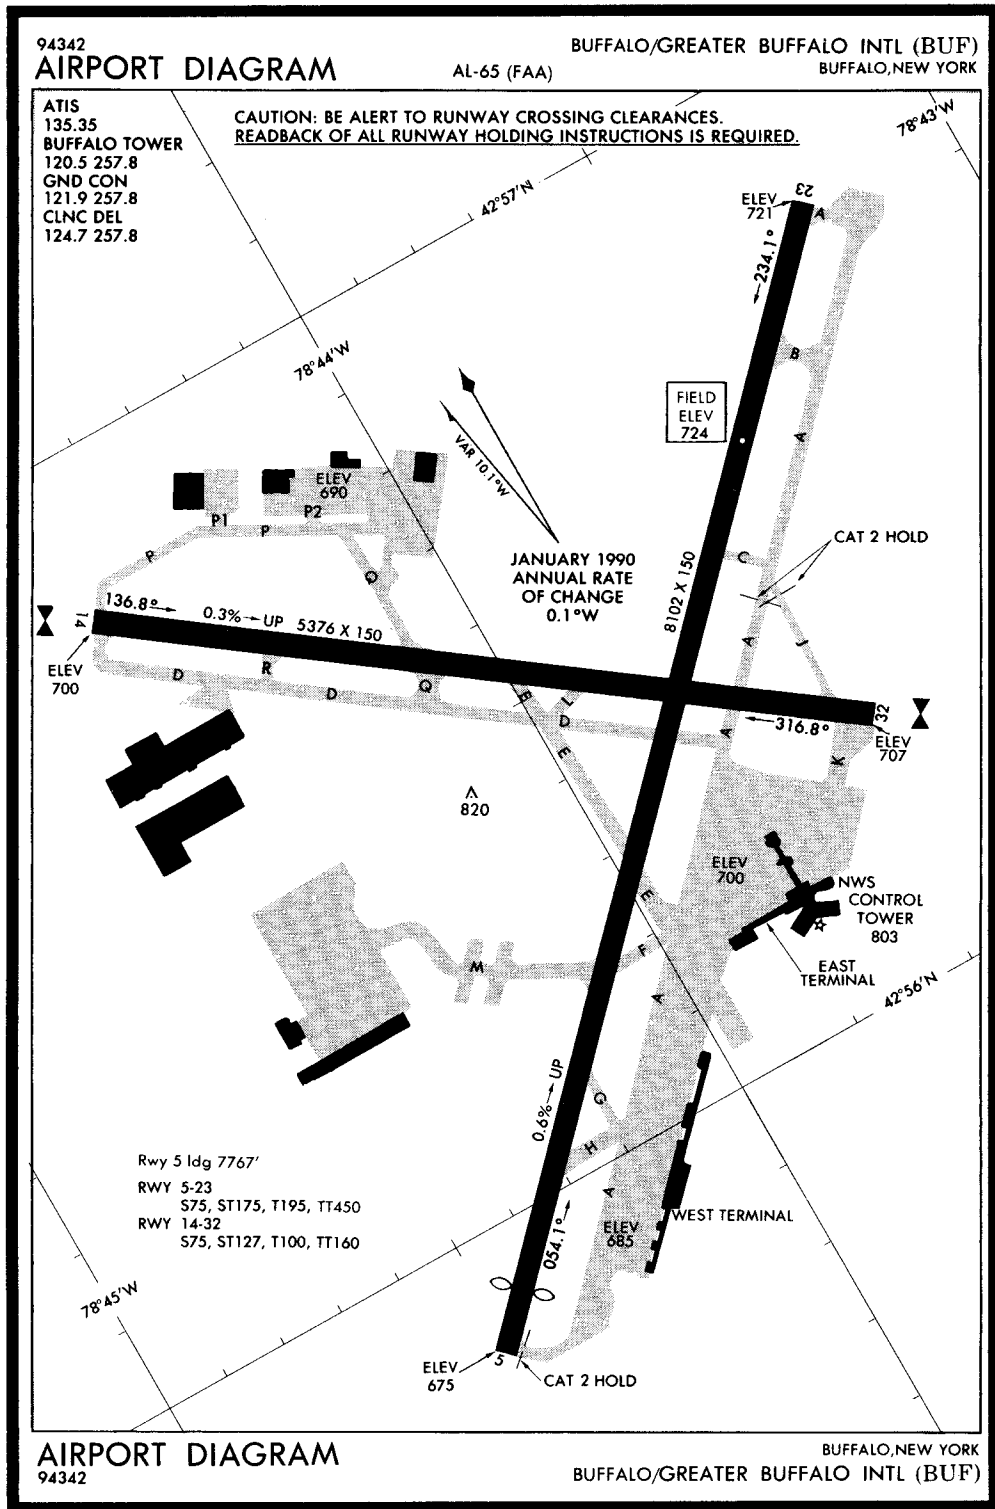 94342
AIRPORT DIAGRAM
AL-65 (FAA)
BUFFALO/GREATER BUFFALO INTL (BUF)
BUFFALO, NEW YORK
ATIS
135.35
BUFFALO TOWER
120.5 257.8
GND CON
121.9 257.8
CLNC DEL
124.7 257.8
CAUTION: BE ALERT TO RUNWAY CROSSING CLEARANCES.
READBACK OF ALL RUNWAY HOLDING INSTRUCTIONS IS REQUIRED.
78°43'W
42°57'N
ELEV
721
23
A
234.1°
78°44'W
B
FIELD
ELEV
724
A
VAR 10.1°W
ELEV
690
P1
P2
P
P
Q
CAT 2 HOLD
C
JANUARY 1990
ANNUAL RATE
OF CHANGE
0.1°W
8102 X 150
136.8°
0.3% UP
5376 X 150
14
A
J
ELEV
700
D
R
D
Q
E
L
D
A
316.8°
32
ELEV
707
E
K
820
ELEV
700
NWS
CONTROL
TOWER
803
E
F
M
EAST
TERMINAL
A
42°56'N
0.6% UP
G
H
Rwy 5 ldg 7767'
RWY 5-23
S75, ST175, T195, TT450
RWY 14-32
S75, ST127, T100, TT160
A
WEST TERMINAL
ELEV
685
054.1°
78°45'W
5
ELEV
675
CAT 2 HOLD
AIRPORT DIAGRAM
94342
BUFFALO, NEW YORK
BUFFALO/GREATER BUFFALO INTL (BUF)